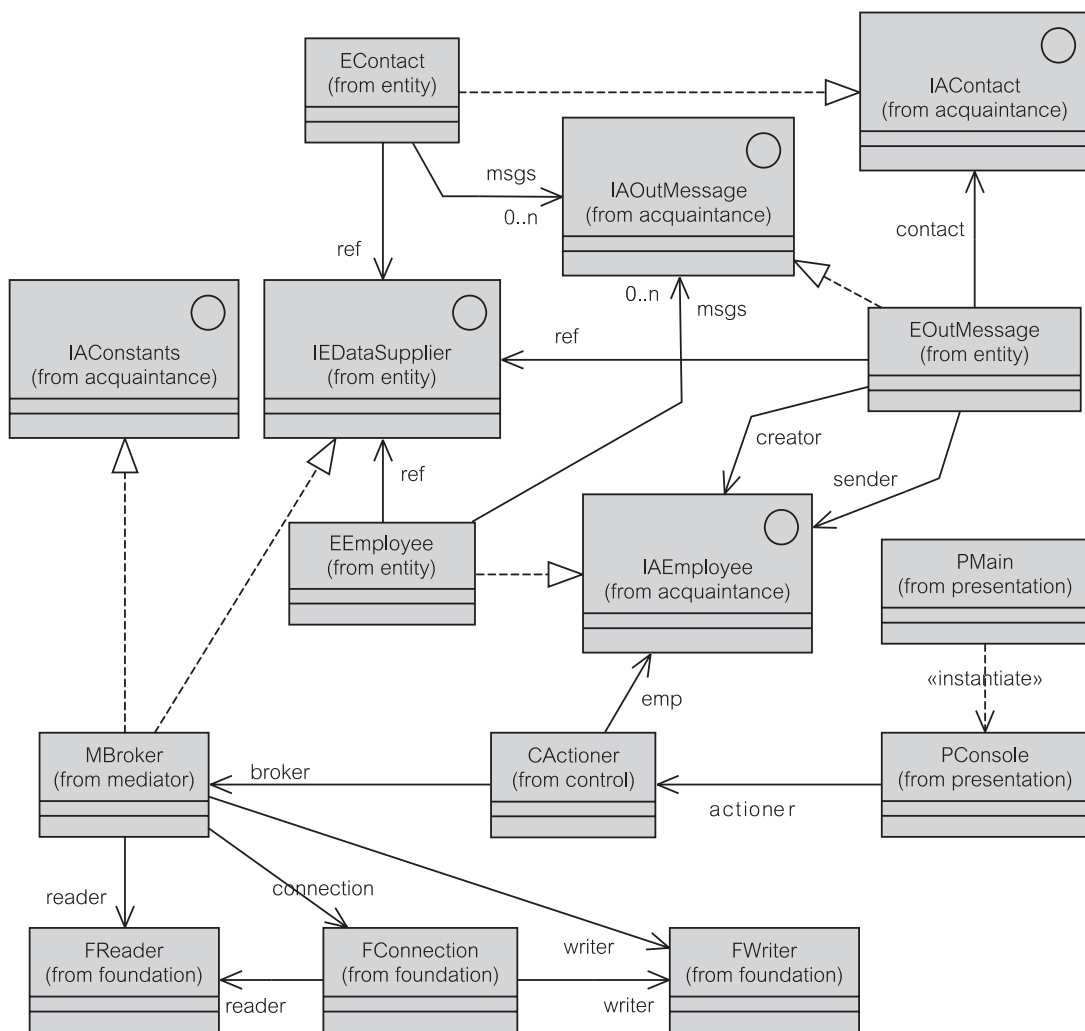 EContact
(from entity)
IAContact
(from acquaintance)
msgs
0..n
IAOutMessage
(from acquaintance)
contact
ref
0..n
msgs
IAConstants
(from acquaintance)
IEDataSupplier
(from entity)
ref
EOutMessage
(from entity)
creator
sender
ref
EEmployee
(from entity)
IAEmployee
(from acquaintance)
PMain
(from presentation)
«instantiate»
emp
MBroker
(from mediator)
broker
CActioner
(from control)
actioner
PConsole
(from presentation)
reader
connection
writer
FReader
(from foundation)
reader
FConnection
(from foundation)
writer
FWriter
(from foundation)